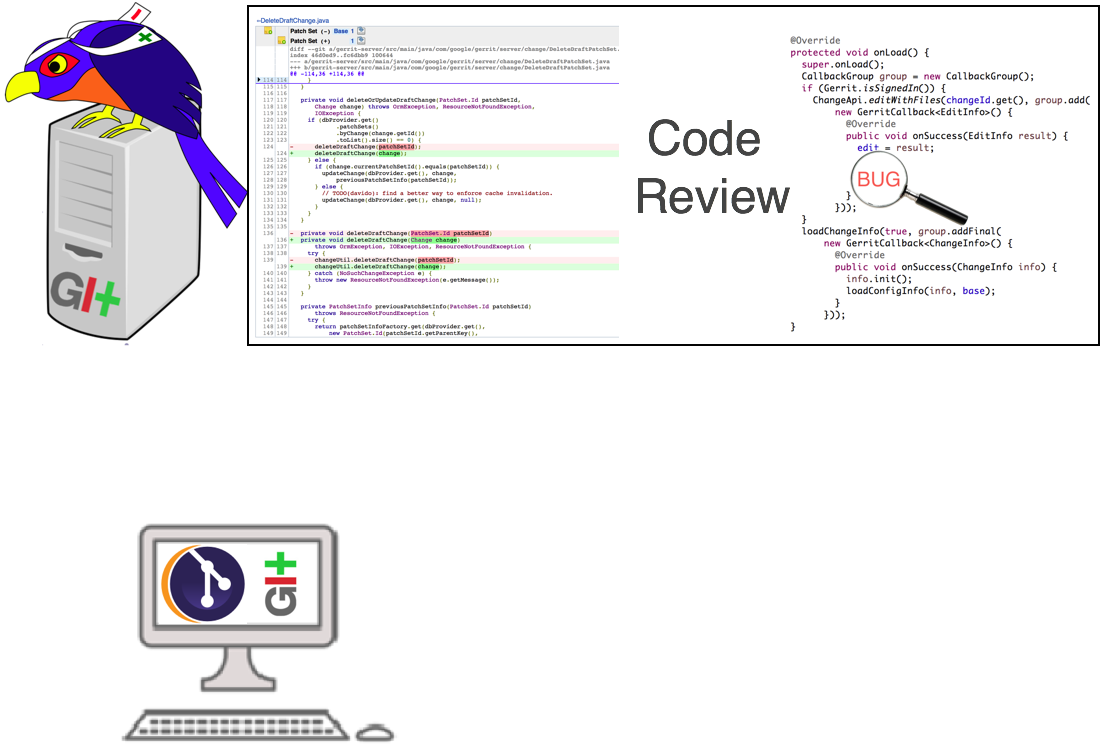 ~DeleteDraftChange.java
Patch Set (−) Base 1
Patch Set (+) 1
diff --git a/gerrit-server/src/main/java/com/google/gerrit/server/change/DeleteDraftPatchSet.
index 46d0ed9..fc6dbb9 100644
--- a/gerrit-server/src/main/java/com/google/gerrit/server/change/DeleteDraftPatchSet.java
+++ b/gerrit-server/src/main/java/com/google/gerrit/server/change/DeleteDraftPatchSet.java
@@ -114,36 +114,36 @@
114 114 }
115 115 }
116 116
117 117 private void deleteOrUpdateDraftChange(PatchSet.Id patchSetId,
118 118 Change change) throws OrmException, ResourceNotFoundException,
119 119 IOException {
120 120 if (dbProvider.get()
121 121 .patchSets()
122 122 .byChange(change.getId())
123 123 .toList().size() == 0) {
124 - deleteDraftChange(patchSetId);
124 + deleteDraftChange(change);
125 125 } else {
126 126 if (change.currentPatchSetId().equals(patchSetId)) {
127 127 updateChange(dbProvider.get(), change,
128 128 previousPatchSetInfo(patchSetId));
129 129 } else {
130 130 // TODO(davido): find a better way to enforce cache invalidation.
131 131 updateChange(dbProvider.get(), change, null);
132 132 }
133 133 }
134 134 }
135 135
136 - private void deleteDraftChange(PatchSet.Id patchSetId)
136 + private void deleteDraftChange(Change change)
137 137 throws OrmException, IOException, ResourceNotFoundException {
138 138 try {
139 - changeUtil.deleteDraftChange(patchSetId);
139 + changeUtil.deleteDraftChange(change);
140 140 } catch (NoSuchChangeException e) {
141 141 throw new ResourceNotFoundException(e.getMessage());
142 142 }
143 143 }
144 144
145 145 private PatchSetInfo previousPatchSetInfo(PatchSet.Id patchSetId)
146 146 throws ResourceNotFoundException {
147 147 try {
148 148 return patchSetInfoFactory.get(dbProvider.get(),
149 149 new PatchSet.Id(patchSetId.getParentKey(),
Code
Review
@Override
protected void onLoad() {
super.onLoad();
CallbackGroup group = new CallbackGroup();
if (Gerrit.isSignedIn()) {
ChangeApi.editWithFiles(changeId.get(), group.add(
new GerritCallback<EditInfo>() {
@Override
public void onSuccess(EditInfo result) {
edit = result;
BUG
}
}));
}
loadChangeInfo(true, group.addFinal(
new GerritCallback<ChangeInfo>() {
@Override
public void onSuccess(ChangeInfo info) {
info.init();
loadConfigInfo(info, base);
}
}));
}
GIt
GIt